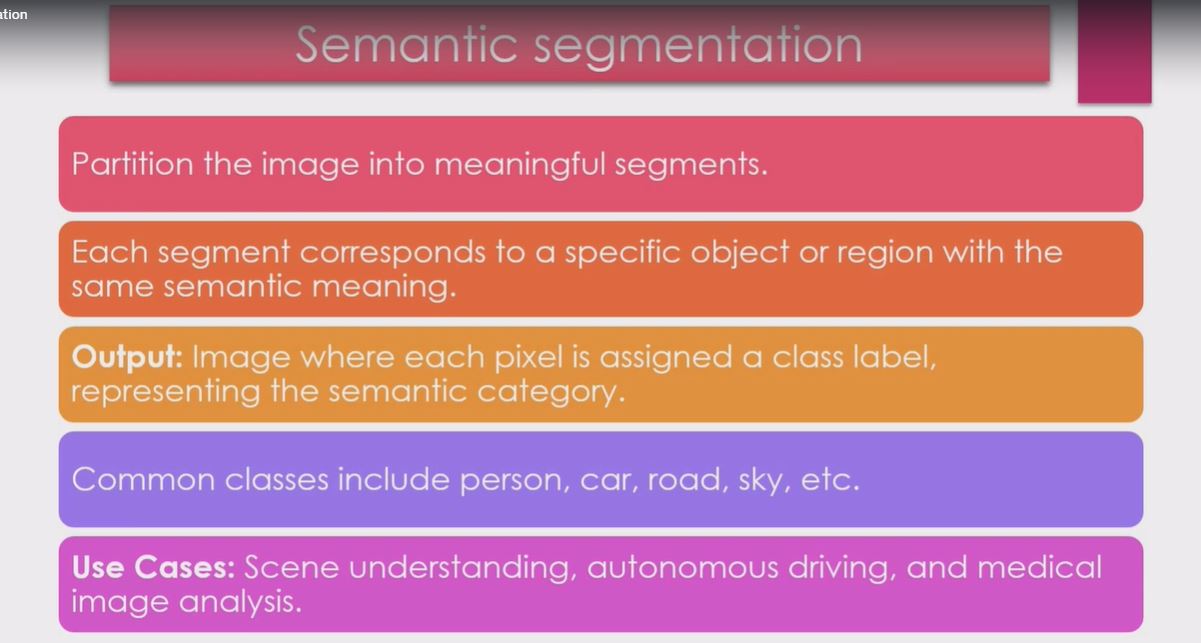 ation
Semantic segmentation
Partition the image into meaningful segments.
Each segment corresponds to a specific object or region with the
same semantic meaning.
Output: Image where each pixel is assigned a class label,
representing the semantic category.
Common classes include person, car, road, sky, etc.
Use Cases: Scene understanding, autonomous driving, and medical
image analysis.